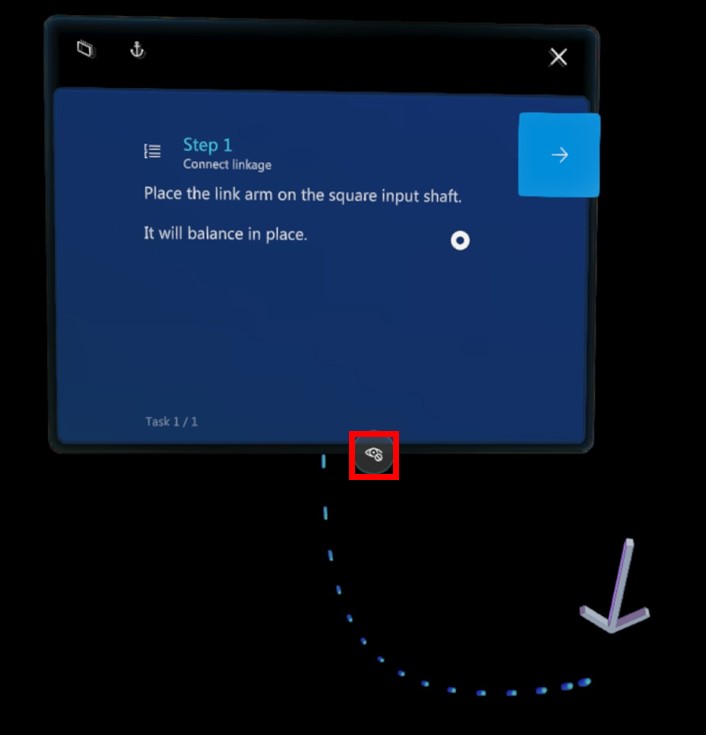 Step 1
Connect linkage
Place the link arm on the square input shaft.
It will balance in place.
Task 1 / 1